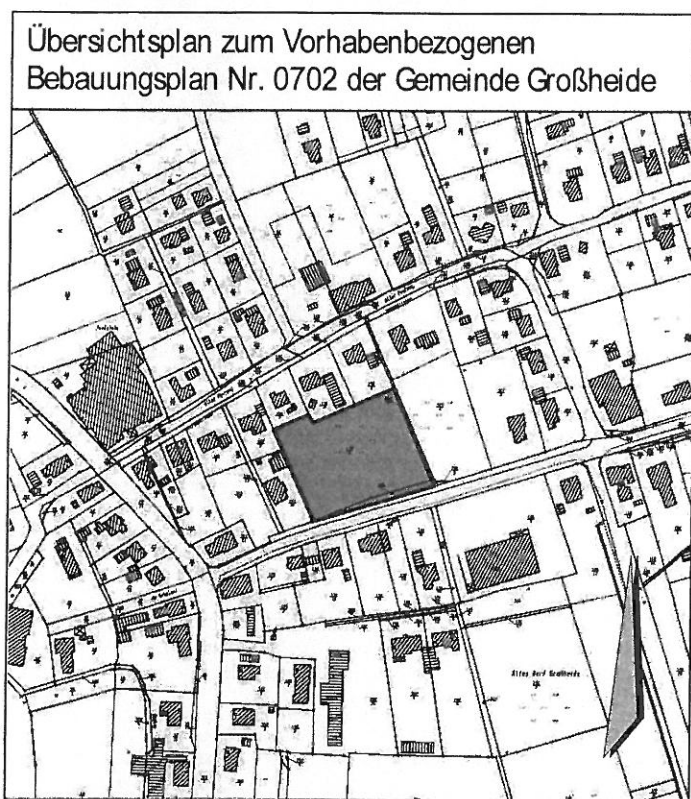 Übersichtsplan zum Vorhabenbezogenen
Bebauungsplan Nr. 0702 der Gemeinde Großheide
Altes Dorf Großheide